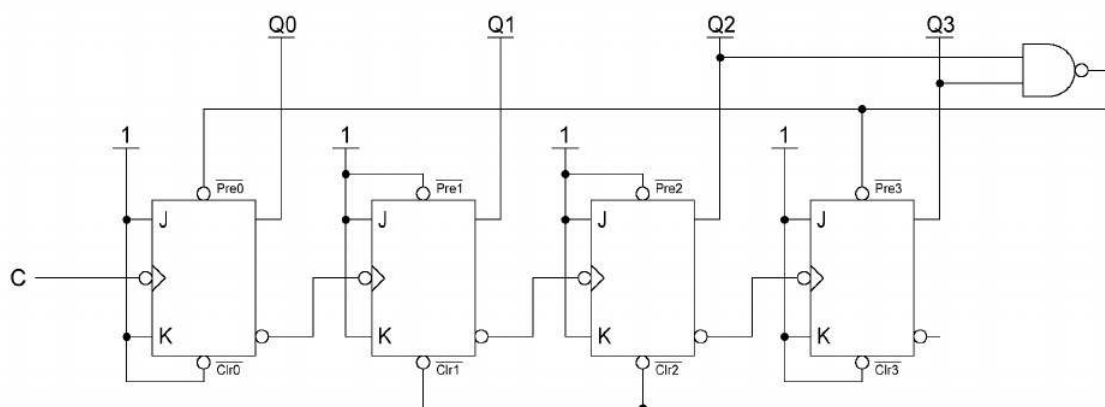 Q0 Q1 Q2 Q3
1 1 1 1
Pre0 Pre1 Pre2 Pre3
J J J J
C
K K K K
Clr0 Clr1 Clr2 Clr3